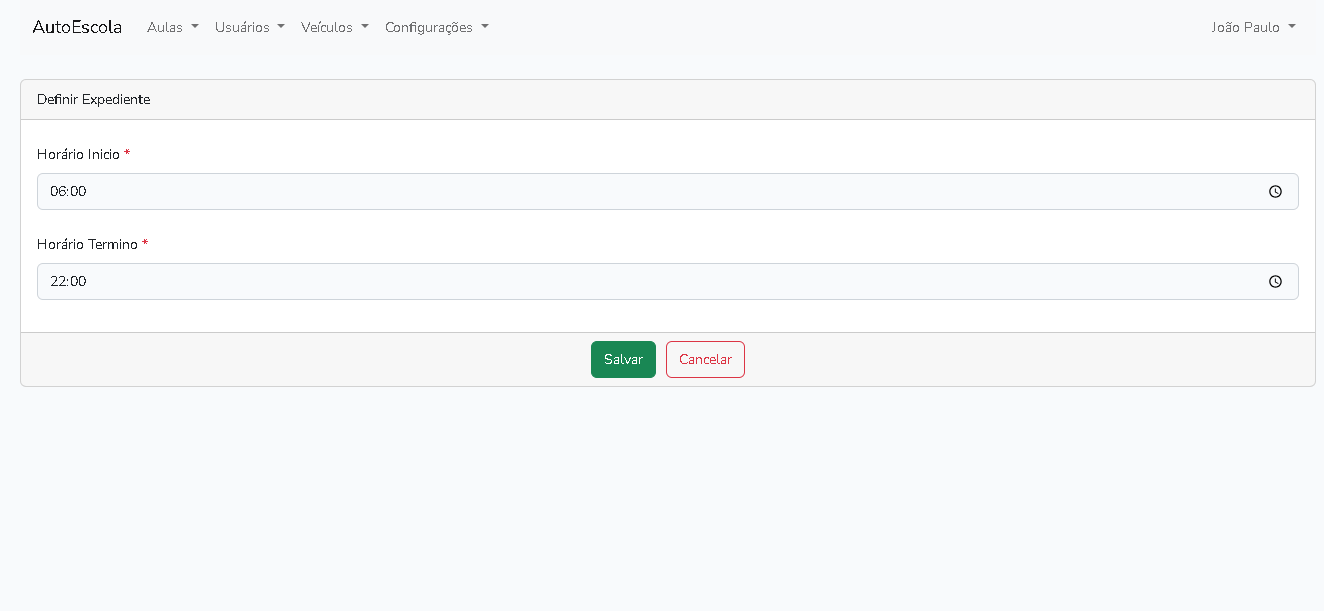 AutoEscola Aulas Usuários Veículos Configurações João Paulo
Definir Expediente
Horário Inicio *
06:00
Horário Termino *
22:00
Salvar Cancelar